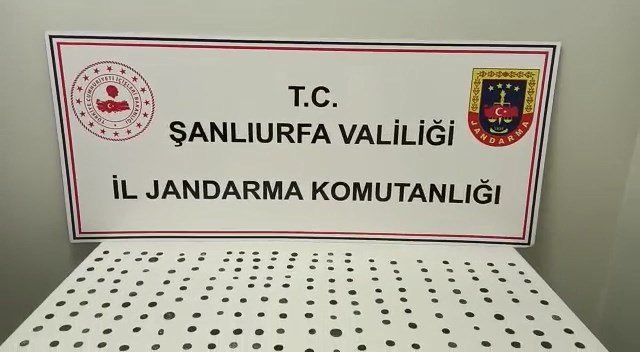 T.C.
ŞANLIURFA VALİLİĞİ
İL JANDARMA KOMUTANLIĞI
JANDARMA